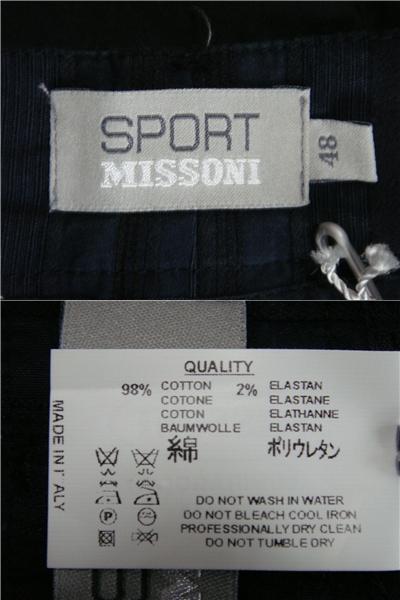 SPORT
MISSONI
48
QUALITY
98% COTTON 2% ELASTAN
COTONE ELASTANE
COTON ELATHANNE
BAUMWOLLE ELASTAN
綿 ポリウレタン
MADE IN I' ALY
DO NOT WASH IN WATER
DO NOT BLEACH COOL IRON
PROFESSIONALLY DRY CLEAN
DO NOT TUMBLE DRY